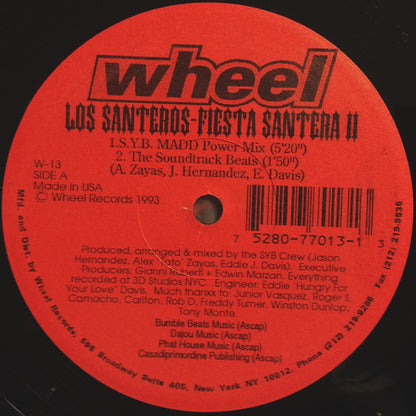 wheel
LOS SANTEROS-FIESTA SANTERA II
1.S.Y.B. MADD Power Mix (5'20")
2. The Soundtrack Beats (1'50")
(A. Zayas, J. Hernandez, E. Davis)
W-13
SIDE A
Made in USA
© Wheel Records 1993
7 5280-77013-1 3
Produced, arranged & mixed by the SYB Crew (Jason
Hernandez, Alex "Tata" Zayas, Eddie J. Davis). Executive
Producers: Gianni Ruberti + Edwin Marzan. Everything
recorded at 3D Studios NYC. Engineer: Eddie "Hungry For
Your Love" Davis. Much thanxx to: Junior Vasquez, Roger S.
Camacho, Carlton, Rob D, Freddy Turner, Winston Dunlop,
Tony Monte.
Bumble Beats Music (Ascap)
Dajou Music (Ascap)
Phat House Music (Ascap)
Casadiprimordine Publishing (Ascap)
Mfd. and Dist. by Wheel Records, 596 Broadway Suite 405, New York NY 10012. Phone (212) 219-9286 Fax (212) 219-9536